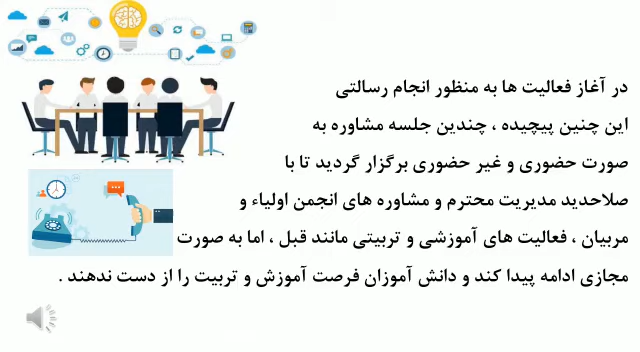 در آغاز فعالیت ها به منظور انجام رسالتی
این چنین پیچیده ، چندین جلسه مشاوره به
صورت حضوری و غیر حضوری برگزار گردید تا با
صلاحدید مدیریت محترم و مشاوره های انجمن اولیاء و
مربیان ، فعالیت های آموزشی و تربیتی مانند قبل ، اما به صورت
مجازی ادامه پیدا کند و دانش آموزان فرصت آموزش و تربیت را از دست ندهند .